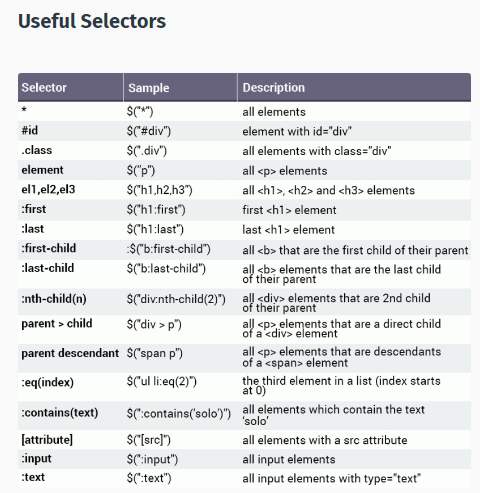 Useful Selectors
Selector Sample Description
* $("*") all elements
#id $("#div") element with id="div"
.class $(".div") all elements with class="div"
element $("p") all <p> elements
el1,el2,el3 $("h1,h2,h3") all <h1>, <h2> and <h3> elements
:first $("h1:first") first <h1> element
:last $("h1:last") last <h1> element
:first-child :$("b:first-child") all <b> that are the first child of their parent
:last-child $("b:last-child") all <b> elements that are the last child
of their parent
:nth-child(n) $("div:nth-child(2)") all <div> elements that are 2nd child
of their parent
parent > child $("div > p") all <p> elements that are a direct child
of a <div> element
parent descendant $("span p") all <p> elements that are descendants
of a <span> element
:eq(index) $("ul li:eq(2)") the third element in a list (index starts
at 0)
:contains(text) $(":contains('solo')") all elements which contain the text
'solo'
[attribute] $("[src]") all elements with a src attribute
:input $(":input") all input elements
:text $(":text") all input elements with type="text"